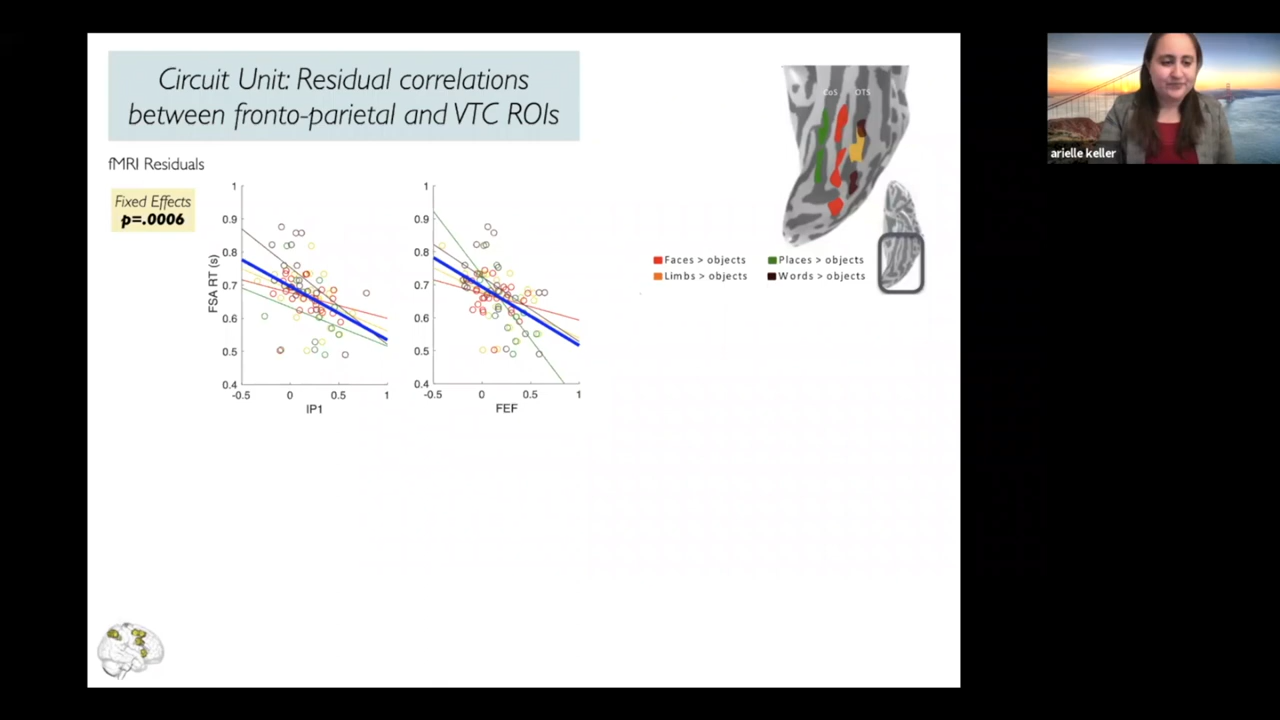 Circuit Unit: Residual correlations
between fronto-parietal and VTC ROIs
fMRI Residuals
Fixed Effects
p=.0006
FSA RT (s)
1
0.9
0.8
0.7
0.6
0.5
0.4
-0.5
0
0.5
1
IP1
1
0.9
0.8
0.7
0.6
0.5
0.4
-0.5
0
0.5
1
FEF
CoS
OTS
Faces > objects
Places > objects
Limbs > objects
Words > objects
arielle keller